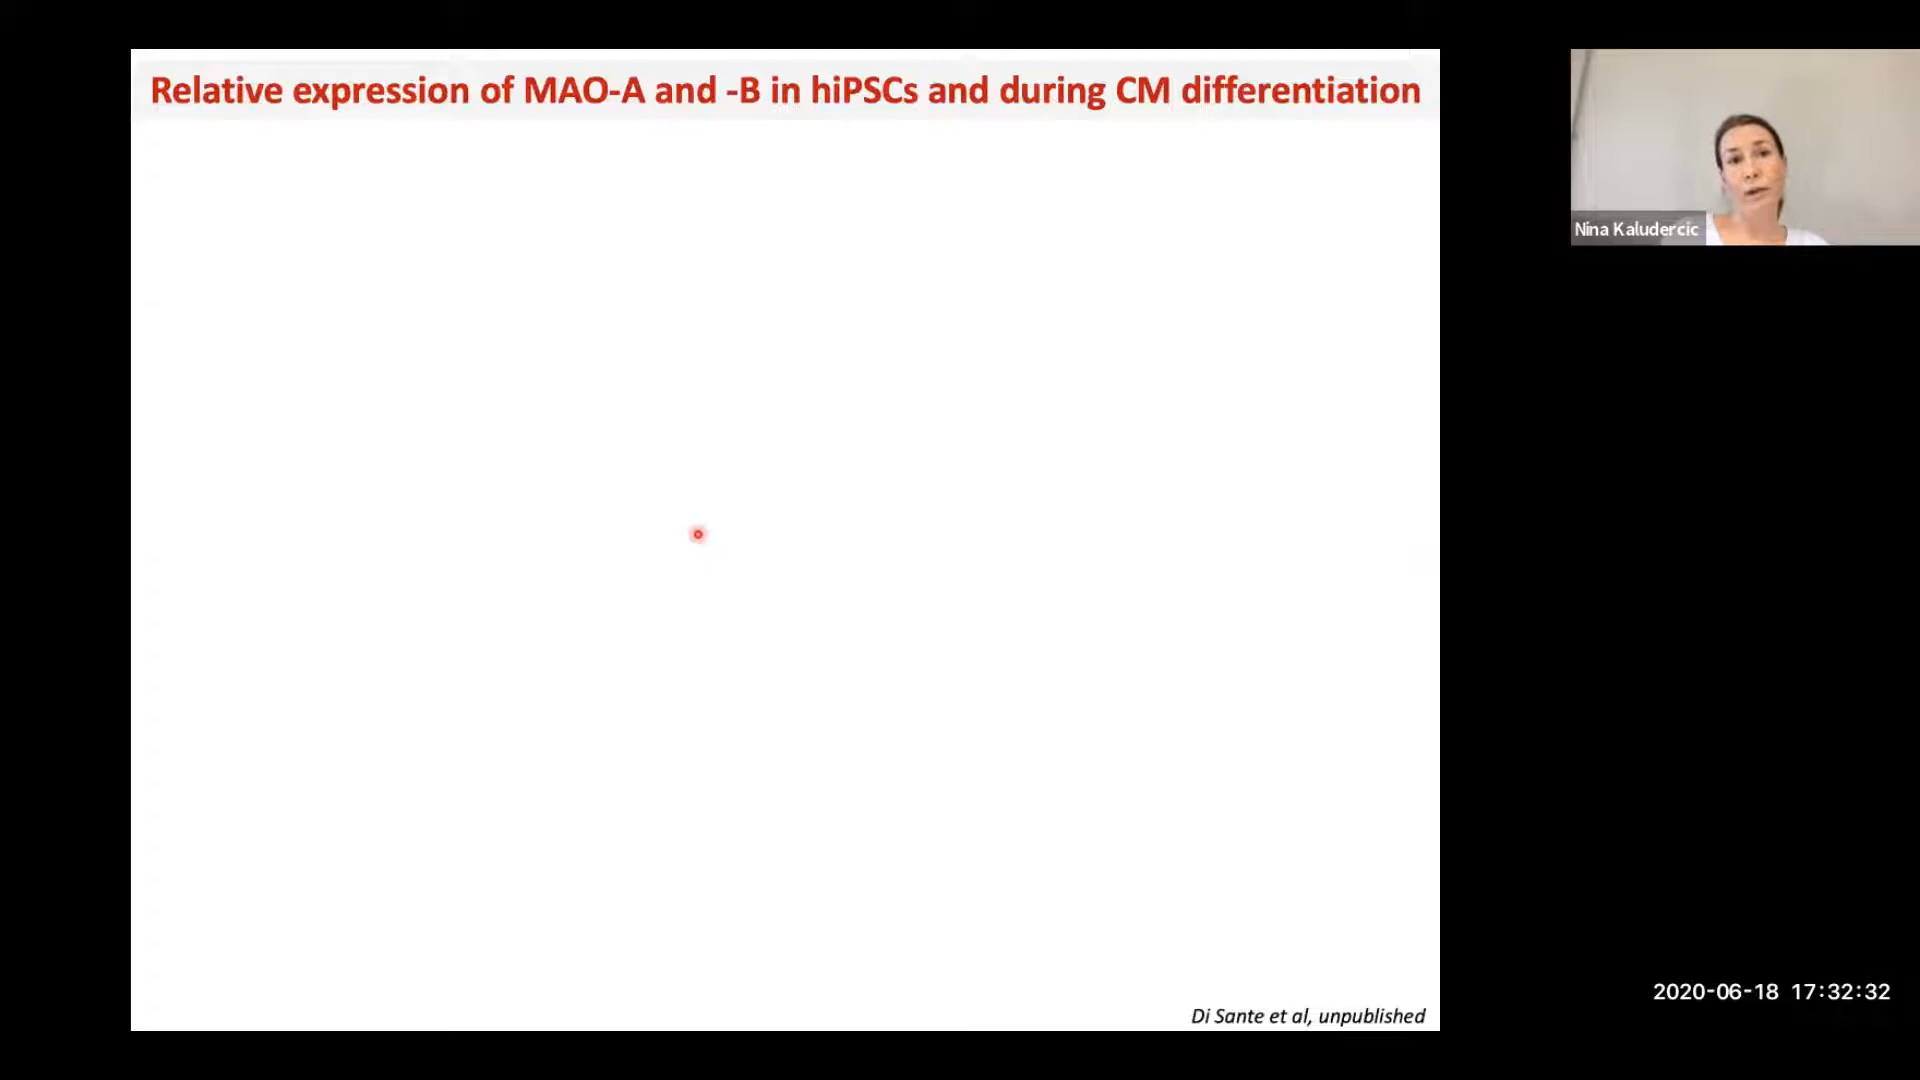 Relative expression of MAO-A and -B in hiPSCs and during CM differentiation
Nina Kaludercic
Di Sante et al, unpublished
2020-06-18 17:32:32